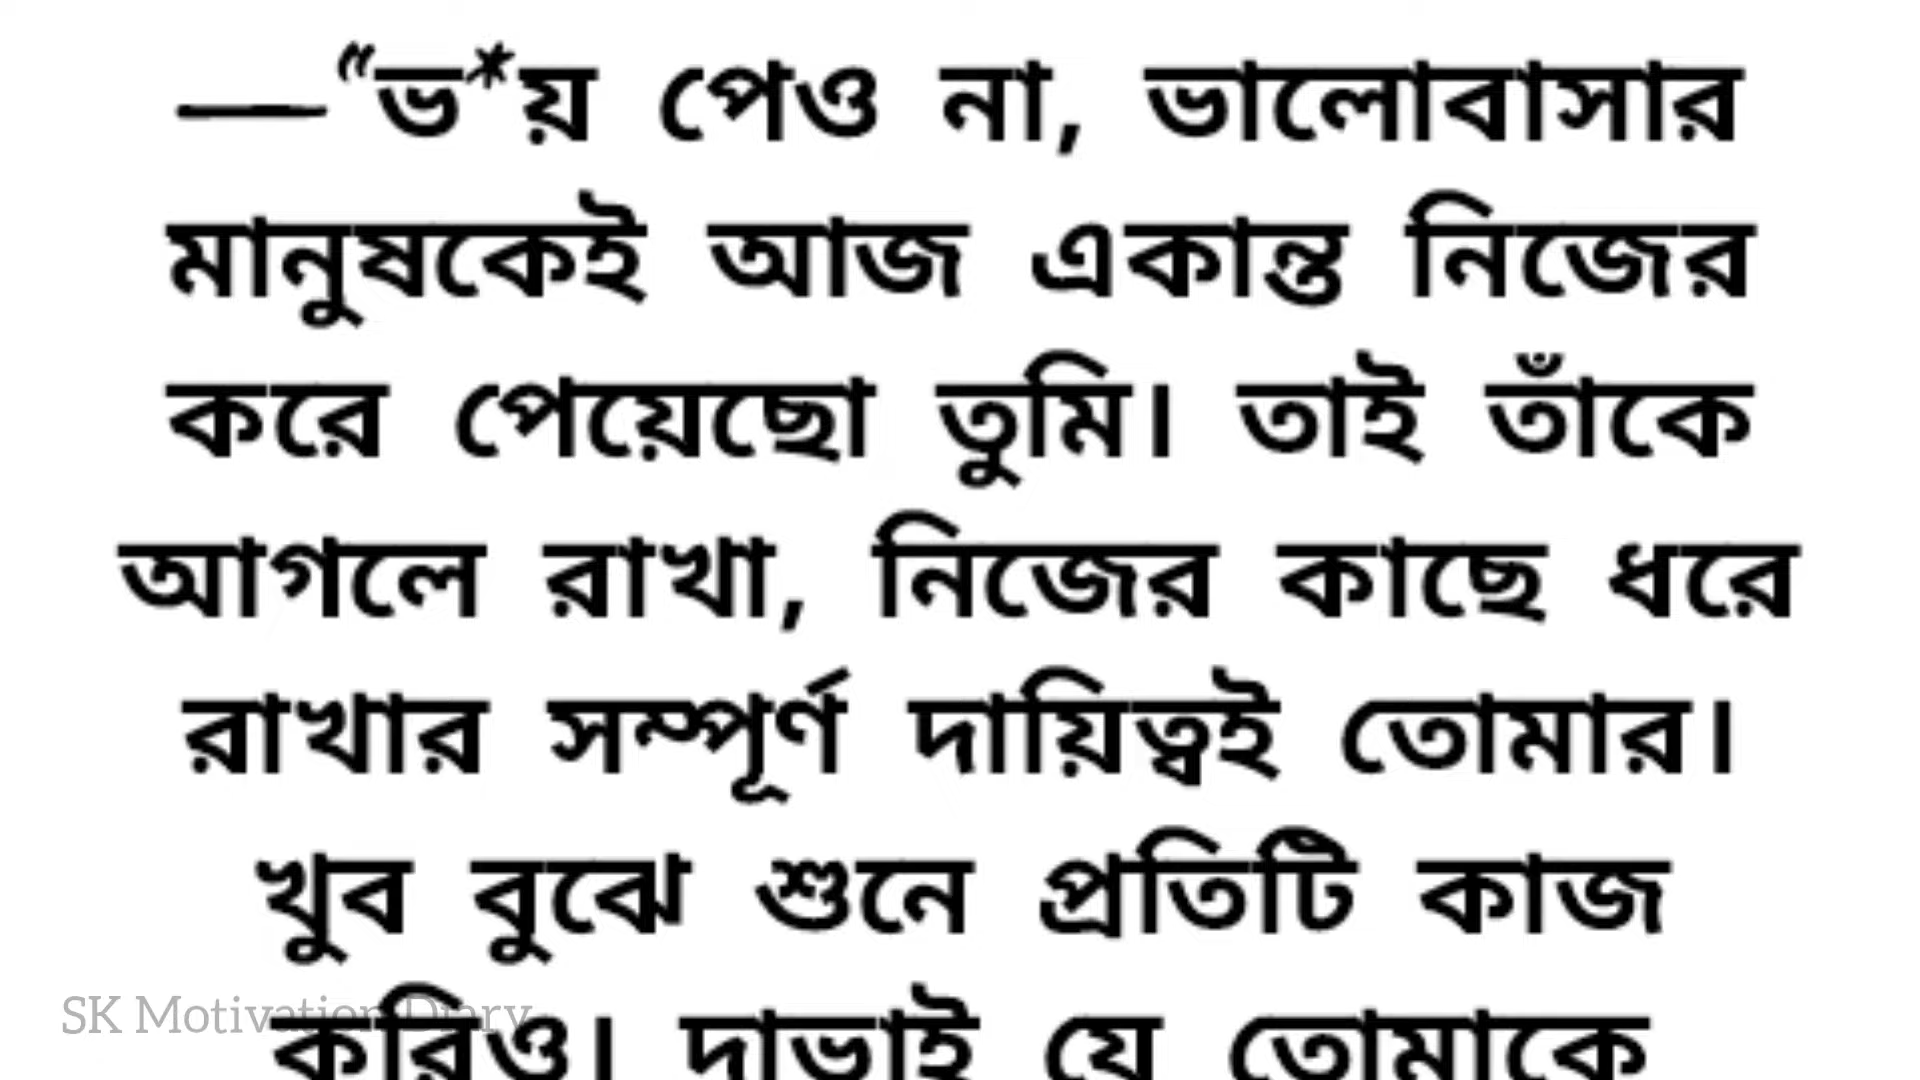 —“ভ*য় পেও না, ভালোবাসার
মানুষকেই আজ একান্ত নিজের
করে পেয়েছো তুমি। তাই তাঁকে
আগলে রাখা, নিজের কাছে ধরে
রাখার সম্পূর্ণ দায়িত্বই তোমার।
খুব বুঝে শুনে প্রতিটি কাজ
করিও। দাভাই যে তোমাকে
SK Motivation Diary